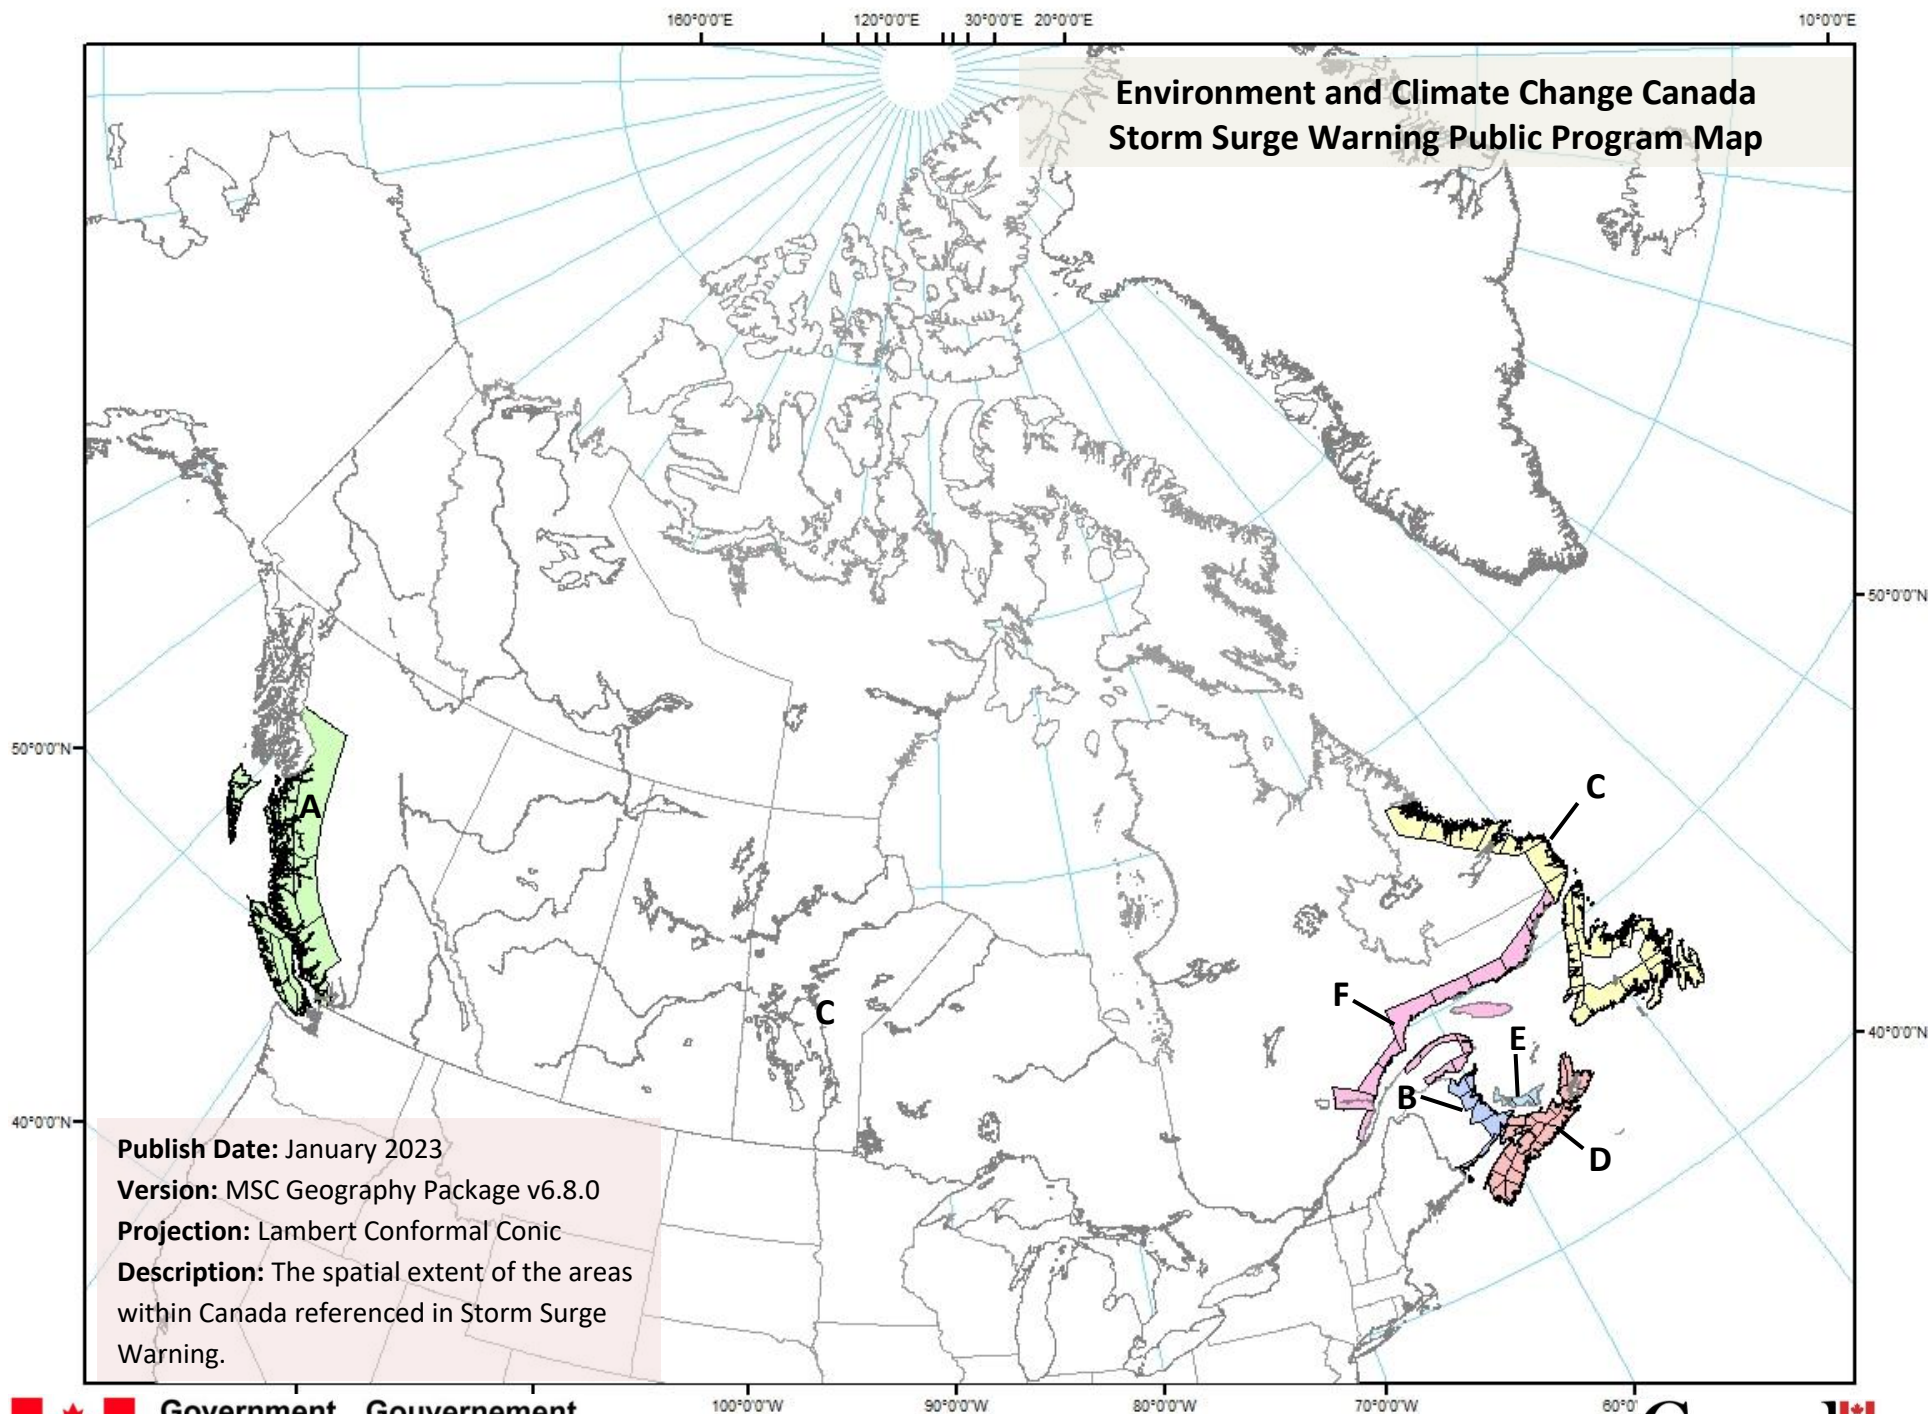 160°0'0"E 120°0'0"E 30°0'0"E 20°0'0"E 10°0'0"E
Environment and Climate Change Canada
Storm Surge Warning Public Program Map
50°0'0"N
50°0'0"N
A
C
C
F
E
40°0'0"N
B
40°0'0"N
D
Publish Date: January 2023
Version: MSC Geography Package v6.8.0
Projection: Lambert Conformal Conic
Description: The spatial extent of the areas
within Canada referenced in Storm Surge
Warning.
100°0'0"W 90°0'0"W 80°0'0"W 70°0'0"W
Government Gouvernement